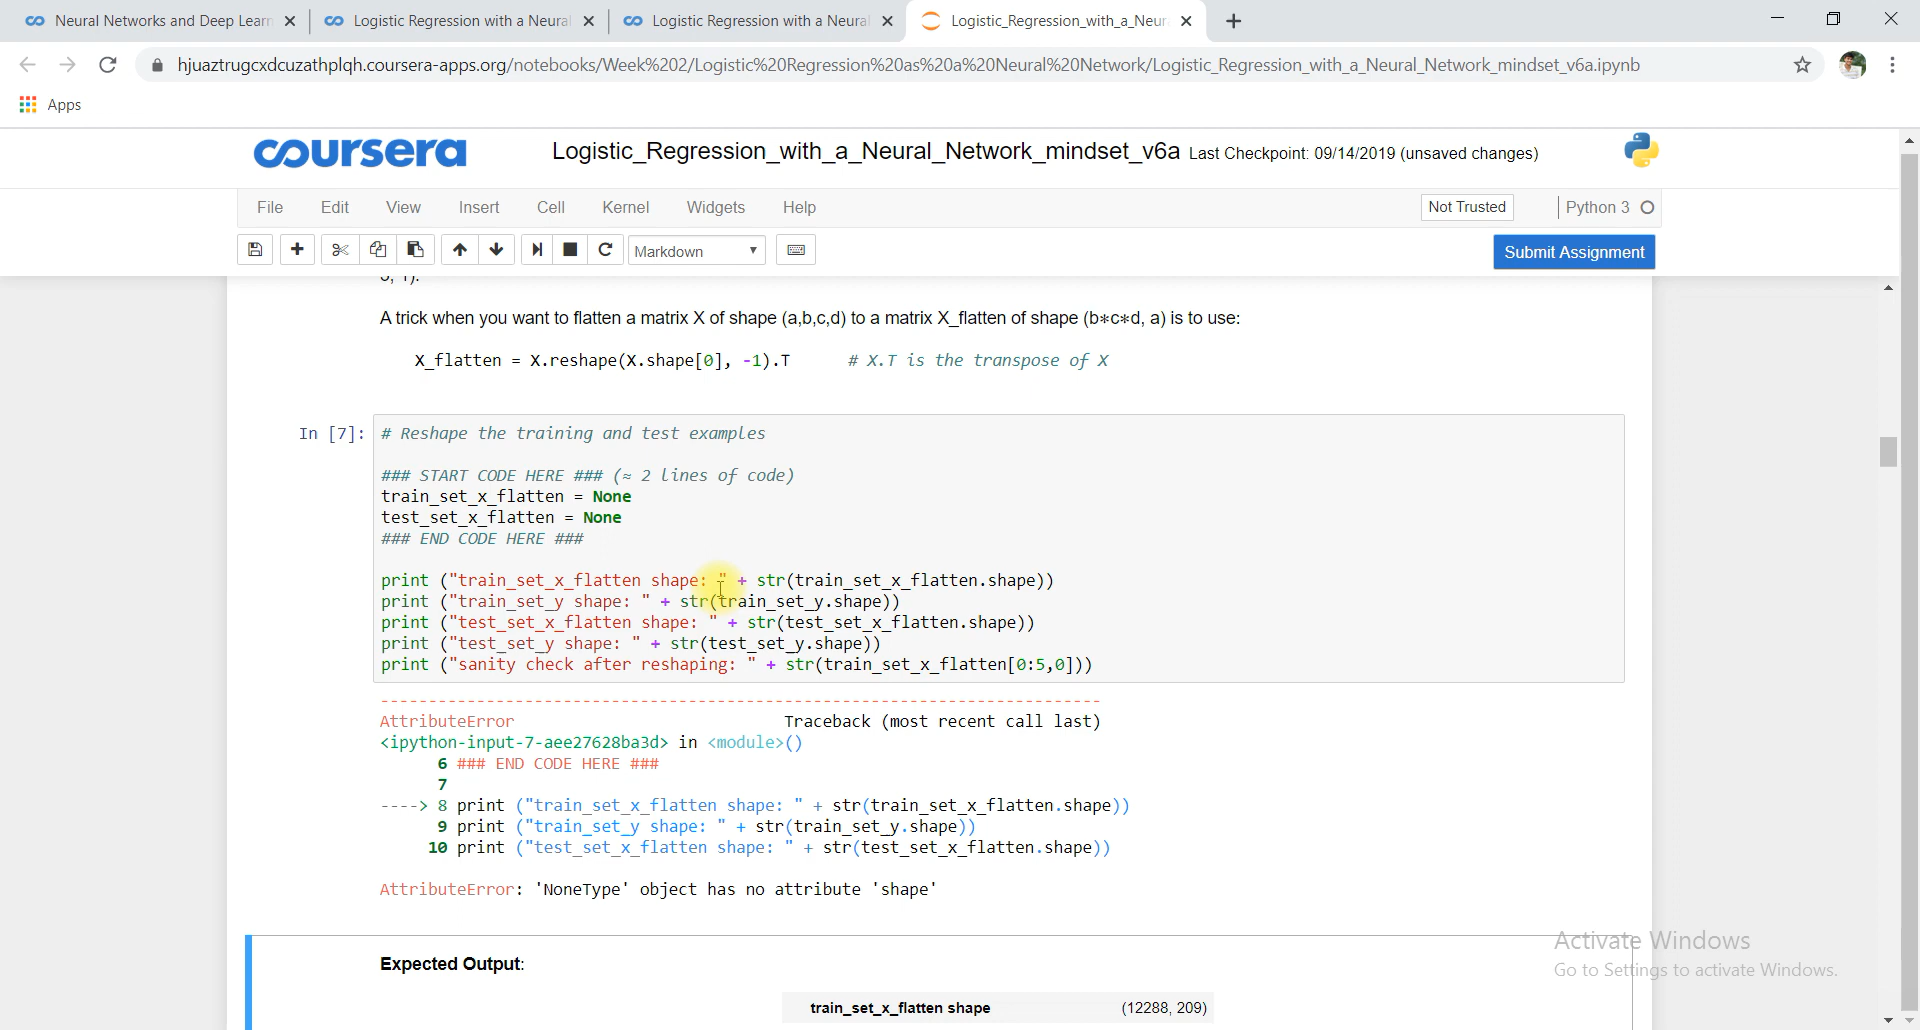 Neural Networks and Deep Learn
Logistic Regression with a Neural
Logistic Regression with a Neural
Logistic_Regression_with_a_Neur
hjuaztrugcxdcuzathplqh.coursera-apps.org/notebooks/Week%202/Logistic%20Regression%20as%20a%20Neural%20Network/Logistic_Regression_with_a_Neural_Network_mindset_v6a.ipynb
Apps
coursera
Logistic_Regression_with_a_Neural_Network_mindset_v6a Last Checkpoint: 09/14/2019 (unsaved changes)
File Edit View Insert Cell Kernel Widgets Help
Not Trusted
Python 3
Markdown
Submit Assignment
3, 1).
A trick when you want to flatten a matrix X of shape (a,b,c,d) to a matrix X_flatten of shape (b*c*d, a) is to use:
X_flatten = X.reshape(X.shape[0], -1).T      # X.T is the transpose of X
In [7]:
# Reshape the training and test examples
### START CODE HERE ### (≈ 2 lines of code)
train_set_x_flatten = None
test_set_x_flatten = None
### END CODE HERE ###
print ("train_set_x_flatten shape: " + str(train_set_x_flatten.shape))
print ("train_set_y shape: " + str(train_set_y.shape))
print ("test_set_x_flatten shape: " + str(test_set_x_flatten.shape))
print ("test_set_y shape: " + str(test_set_y.shape))
print ("sanity check after reshaping: " + str(train_set_x_flatten[0:5,0]))
---------------------------------------------------------------------------
AttributeError                            Traceback (most recent call last)
<ipython-input-7-aee27628ba3d> in <module>()
      6 ### END CODE HERE ###
      7
----> 8 print ("train_set_x_flatten shape: " + str(train_set_x_flatten.shape))
      9 print ("train_set_y shape: " + str(train_set_y.shape))
     10 print ("test_set_x_flatten shape: " + str(test_set_x_flatten.shape))
AttributeError: 'NoneType' object has no attribute 'shape'
Expected Output:
train_set_x_flatten shape (12288, 209)
Activate Windows
Go to Settings to activate Windows.